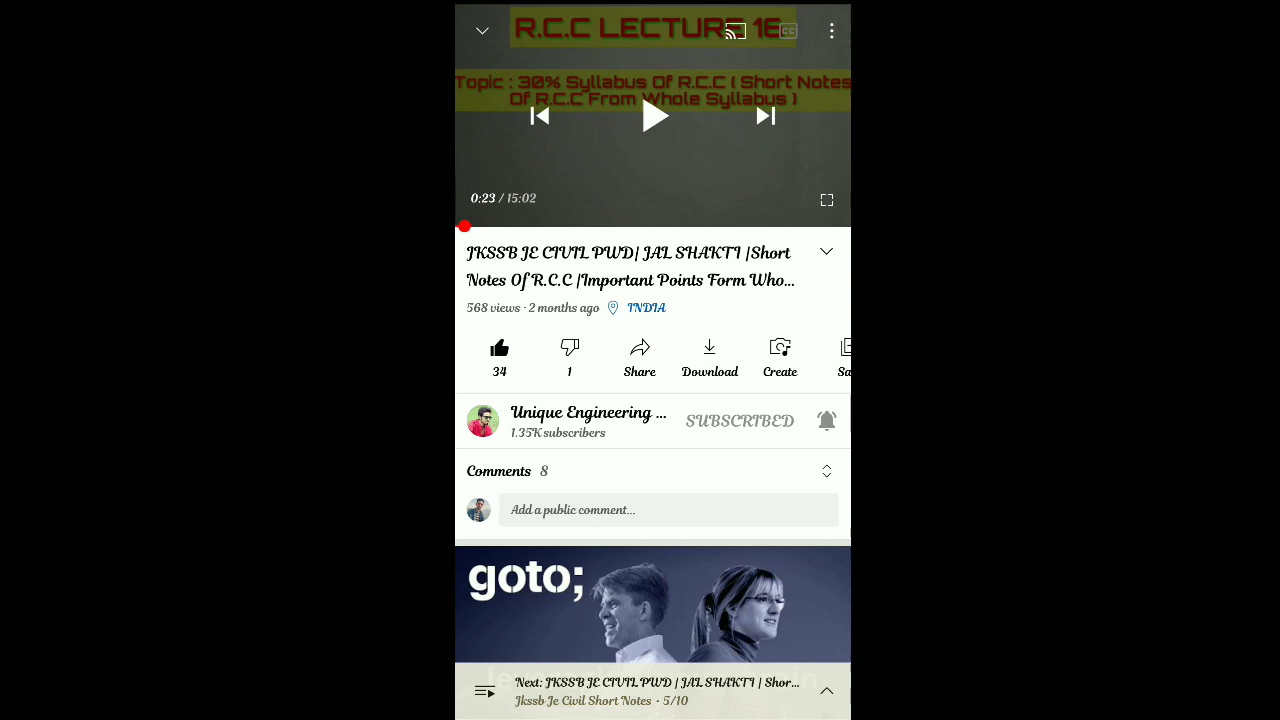 R.C.C LECTURE 16
CC
Topic : 30% Syllabus Of R.C.C ( Short Notes
Of R.C.C From Whole Syllabus )
0:23 / 15:02
JKSSB JE CIVIL PWD/ JAL SHAKTI /Short
Notes Of R.C.C /Important Points Form Who...
568 views · 2 months ago INDIA
34 1 Share Download Create Sa
Unique Engineering ... SUBSCRIBED
1.35K subscribers
Comments 8
Add a public comment...
goto;
Next: JKSSB JE CIVIL PWD / JAL SHAKTI / Shor...
Jkssb Je Civil Short Notes · 5/10